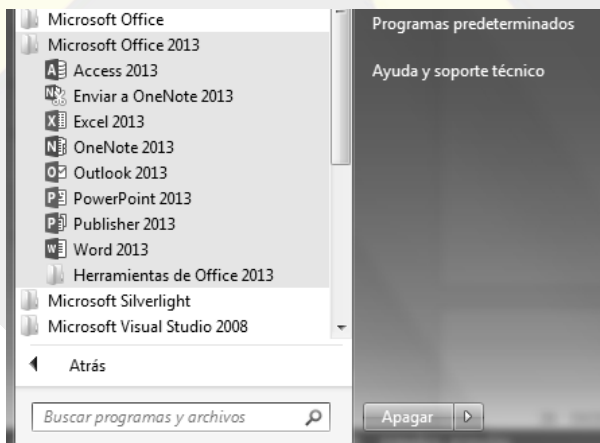 Microsoft Office
Microsoft Office 2013
Access 2013
Enviar a OneNote 2013
Excel 2013
OneNote 2013
Outlook 2013
PowerPoint 2013
Publisher 2013
Word 2013
Herramientas de Office 2013
Microsoft Silverlight
Microsoft Visual Studio 2008
Atrás
Buscar programas y archivos
Programas predeterminados
Ayuda y soporte técnico
Apagar